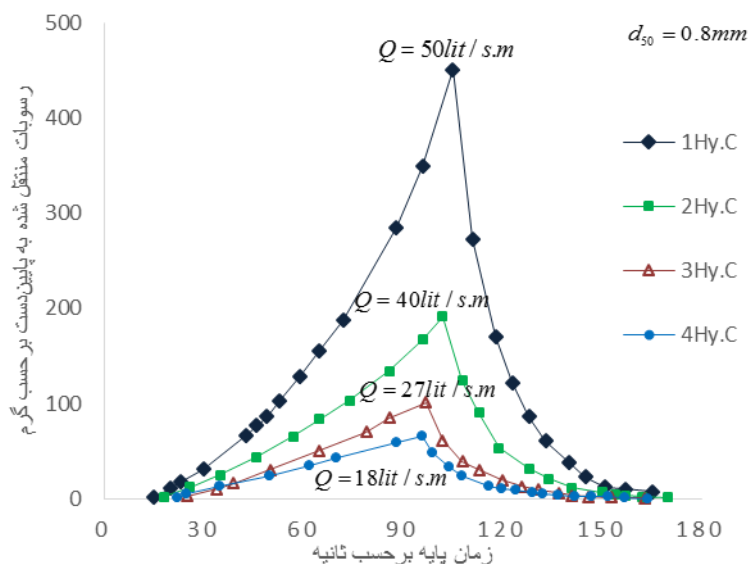 500
400
300
200
100
0
0 30 60 90 120 150 180
رسوبات منتقل شده به پایین‌دست برحسب گرم
زمان پایه برحسب ثانیه
Q = 50lit / s.m
Q = 40lit / s.m
Q = 27lit / s.m
Q = 18lit / s.m
d50 = 0.8mm
1Hy.C
2Hy.C
3Hy.C
4Hy.C